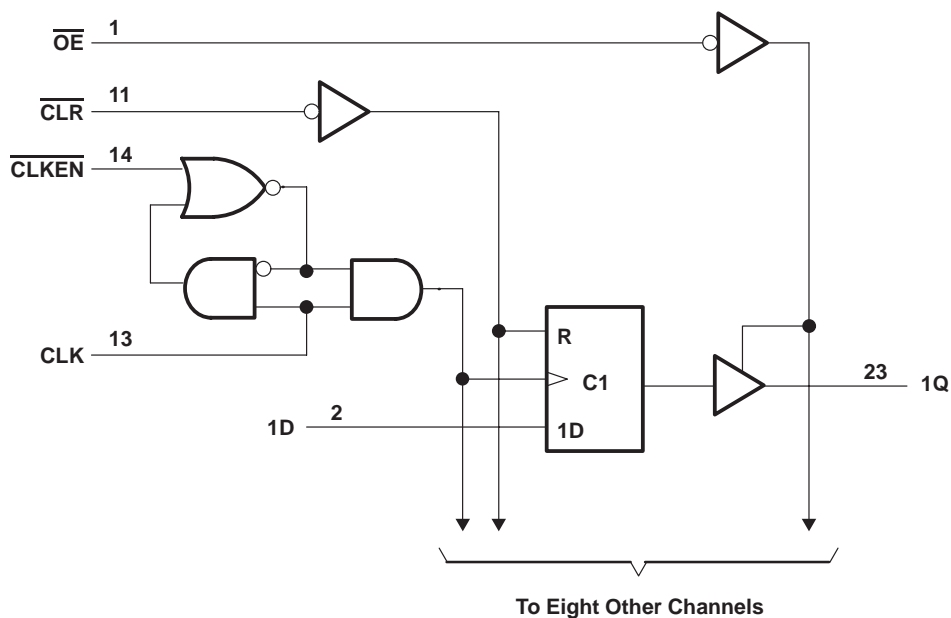 OE 1
CLR 11
CLKEN 14
CLK 13
1D 2
R
C1
1D
23 1Q
To Eight Other Channels